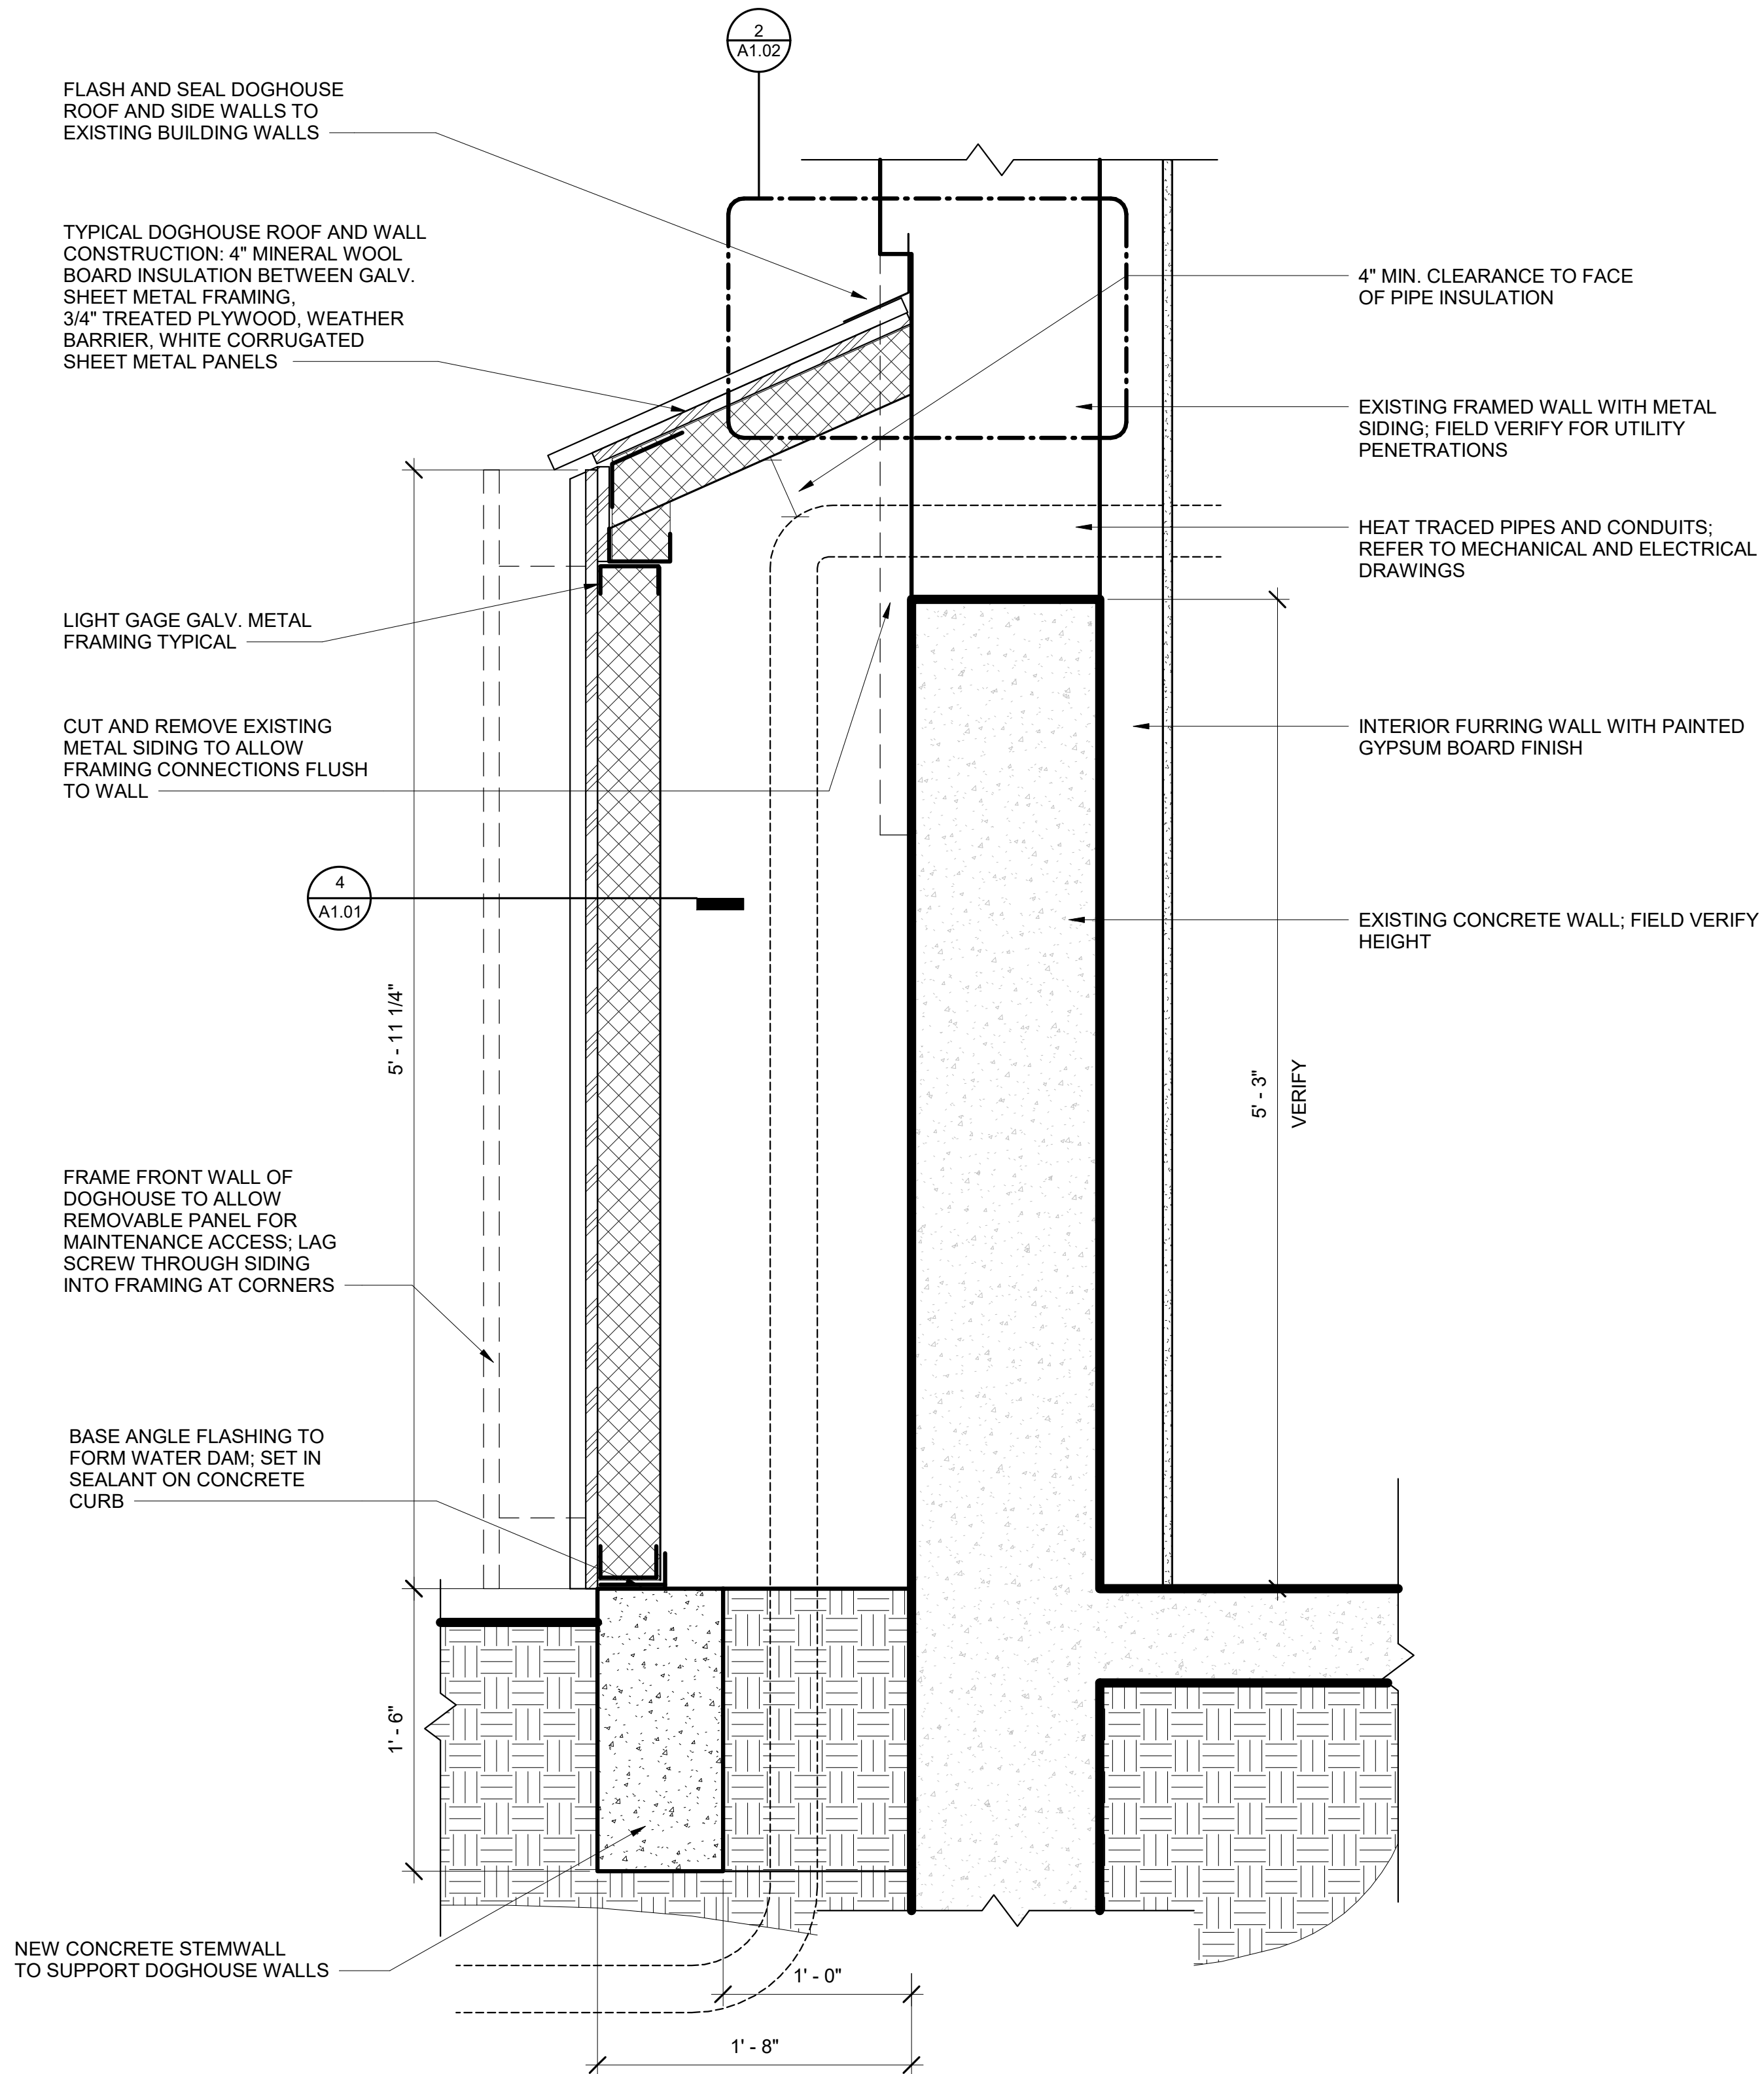 2
A1.02
FLASH AND SEAL DOGHOUSE
ROOF AND SIDE WALLS TO
EXISTING BUILDING WALLS
TYPICAL DOGHOUSE ROOF AND WALL
CONSTRUCTION: 4" MINERAL WOOL
BOARD INSULATION BETWEEN GALV.
SHEET METAL FRAMING,
3/4" TREATED PLYWOOD, WEATHER
BARRIER, WHITE CORRUGATED
SHEET METAL PANELS
4" MIN. CLEARANCE TO FACE
OF PIPE INSULATION
EXISTING FRAMED WALL WITH METAL
SIDING; FIELD VERIFY FOR UTILITY
PENETRATIONS
HEAT TRACED PIPES AND CONDUITS;
REFER TO MECHANICAL AND ELECTRICAL
DRAWINGS
LIGHT GAGE GALV. METAL
FRAMING TYPICAL
CUT AND REMOVE EXISTING
METAL SIDING TO ALLOW
FRAMING CONNECTIONS FLUSH
TO WALL
INTERIOR FURRING WALL WITH PAINTED
GYPSUM BOARD FINISH
4
A1.01
EXISTING CONCRETE WALL; FIELD VERIFY
HEIGHT
5' - 11 1/4"
5' - 3"
VERIFY
FRAME FRONT WALL OF
DOGHOUSE TO ALLOW
REMOVABLE PANEL FOR
MAINTENANCE ACCESS; LAG
SCREW THROUGH SIDING
INTO FRAMING AT CORNERS
BASE ANGLE FLASHING TO
FORM WATER DAM; SET IN
SEALANT ON CONCRETE
CURB
1' - 6"
NEW CONCRETE STEMWALL
TO SUPPORT DOGHOUSE WALLS
1' - 0"
1' - 8"